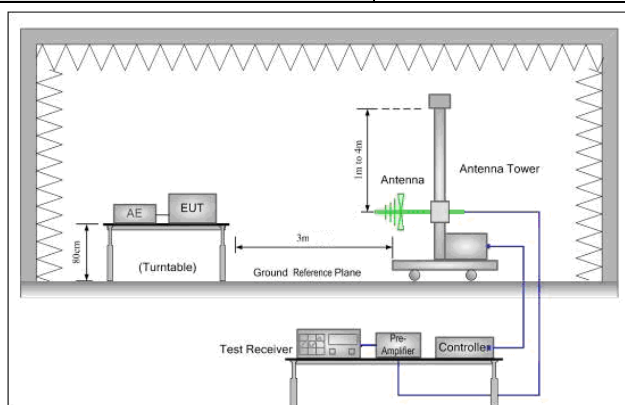 1m to 4m
Antenna
Antenna Tower
AE
EUT
80cm
(Turntable)
3m
Ground Reference Plane
Test Receiver
Pre-
Amplifier
Controller